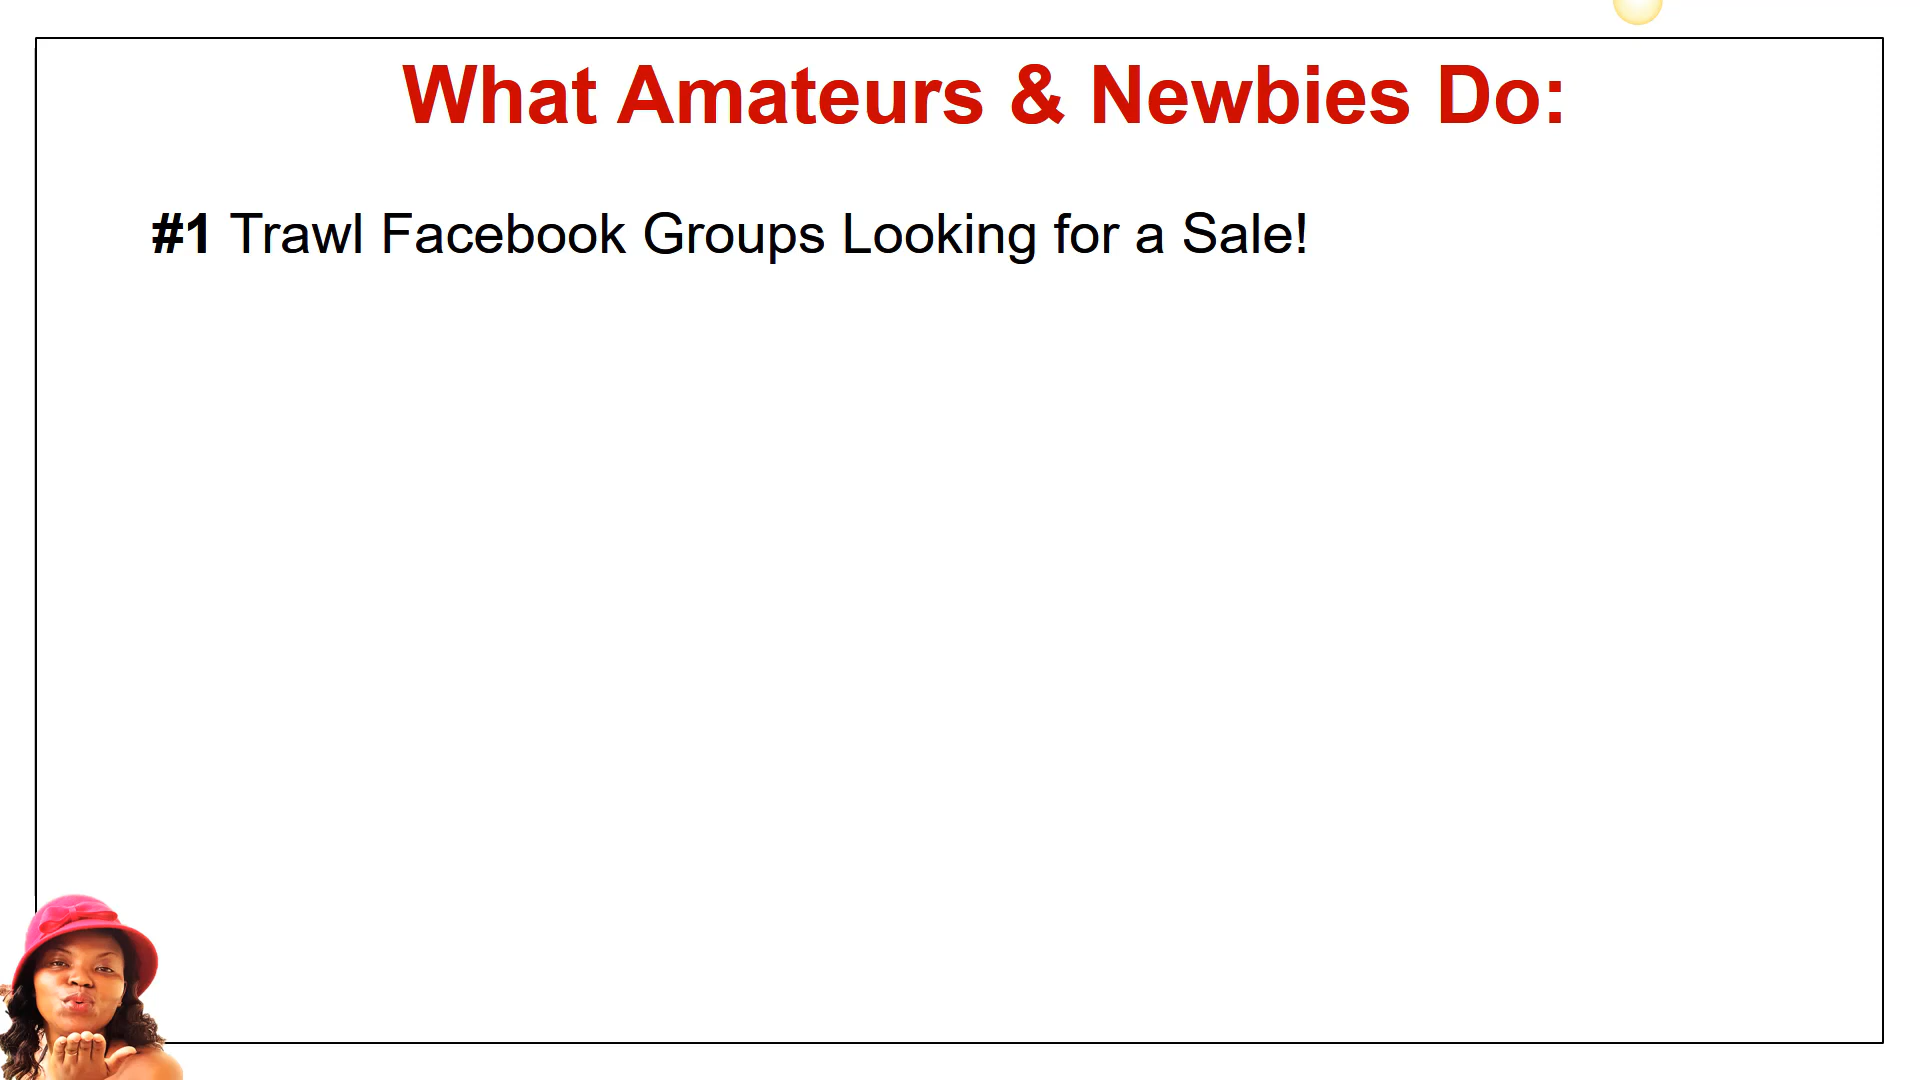 What Amateurs & Newbies Do:
#1 Trawl Facebook Groups Looking for a Sale!